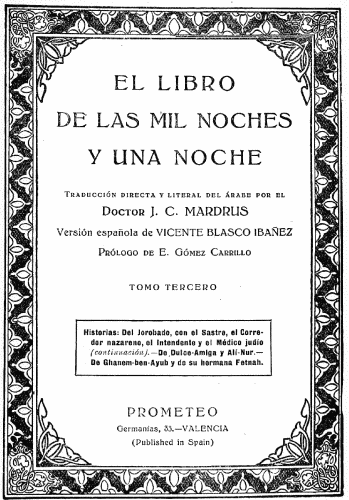 EL LIBRO
DE LAS MIL NOCHES
Y UNA NOCHE
TRADUCCIÓN DIRECTA Y LITERAL DEL ÁRABE POR EL
DOCTOR J. C. MARDRUS
Versión española de VICENTE BLASCO IBAÑEZ
PRÓLOGO DE E. GÓMEZ CARRILLO
TOMO TERCERO
Historias: Del Jorobado, con el Sastre, el Corre-
dor nazareno, el Intendente y el Médico judío
(continuación).—De Dulce-Amiga y Alí-Nur.—
De Ghanem-ben-Ayub y de su hermana Fetnah.
PROMETEO
Germanías, 33.—VALENCIA
(Published in Spain)